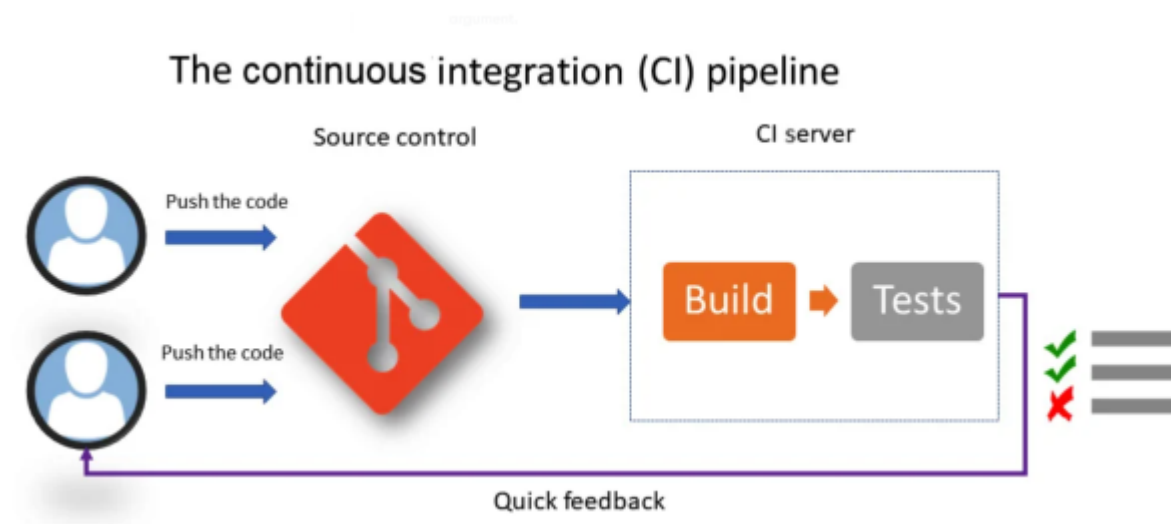 The continuous integration (CI) pipeline
Source control
CI server
Push the code
Build
Tests
Push the code
Quick feedback